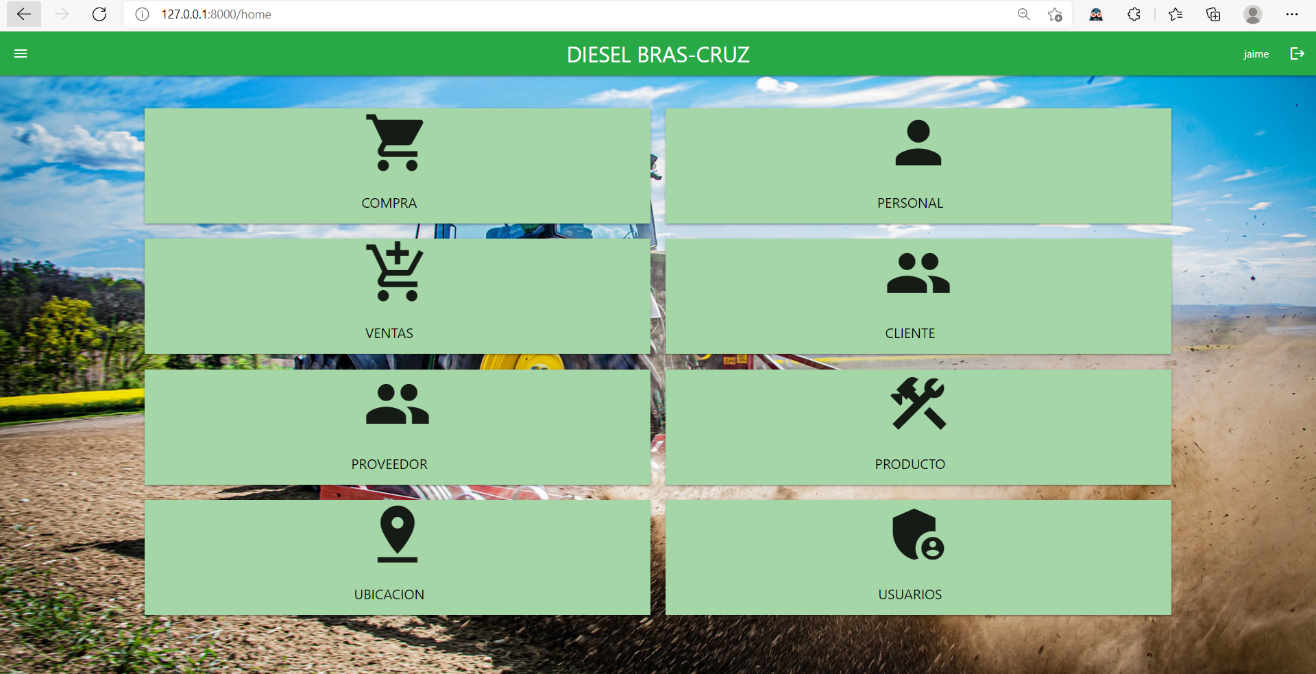 127.0.0.1:8000/home
DIESEL BRAS-CRUZ
jaime
COMPRA
PERSONAL
VENTAS
CLIENTE
PROVEEDOR
PRODUCTO
UBICACION
USUARIOS